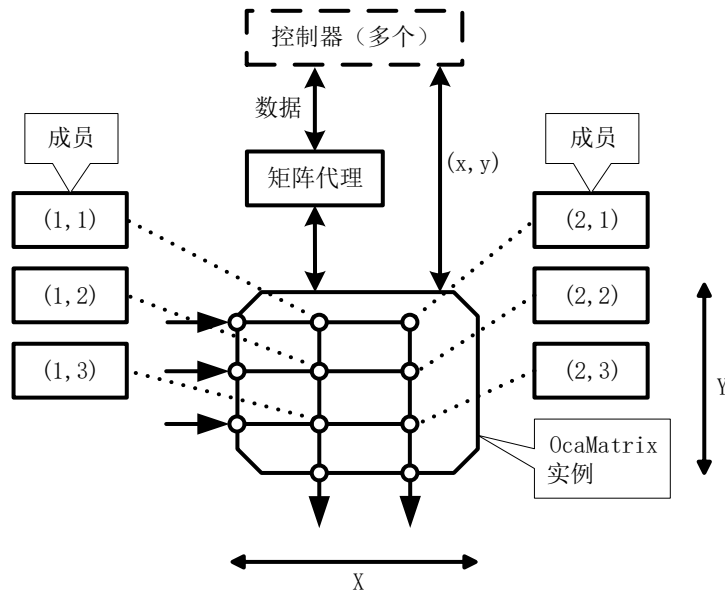 控制器（多个）
数据
成员
成员
矩阵代理
(x,y)
(1,1)
(2,1)
(1,2)
(2,2)
(1,3)
(2,3)
Y
OcaMatrix
实例
X